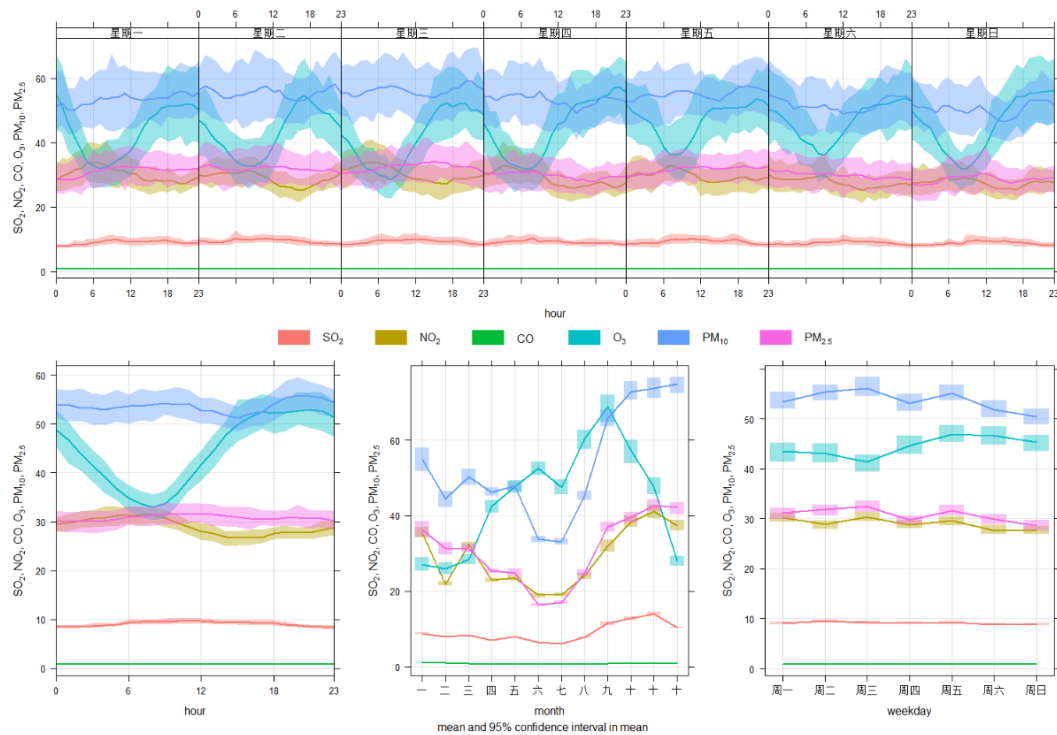 0 6 12 18 23 0 6 12 18 23 0 6 12 18 23
星期一 星期二 星期三 星期四 星期五 星期六 星期日
SO2, NO2, CO, O3, PM10, PM2.5
60
40
20
0
0 6 12 18 23 0 6 12 18 23 0 6 12 18 23 0 6 12 18 23
hour
SO2 NO2 CO O3 PM10 PM2.5
SO2, NO2, CO, O3, PM10, PM2.5
60
50
40
30
20
10
0
0 6 12 18 23
hour
SO2, NO2, CO, O3, PM10, PM2.5
60
40
20
0
一 二 三 四 五 六 七 八 九 十 十 十
month
mean and 95% confidence interval in mean
SO2, NO2, CO, O3, PM10, PM2.5
50
40
30
20
10
0
周一 周二 周三 周四 周五 周六 周日
weekday